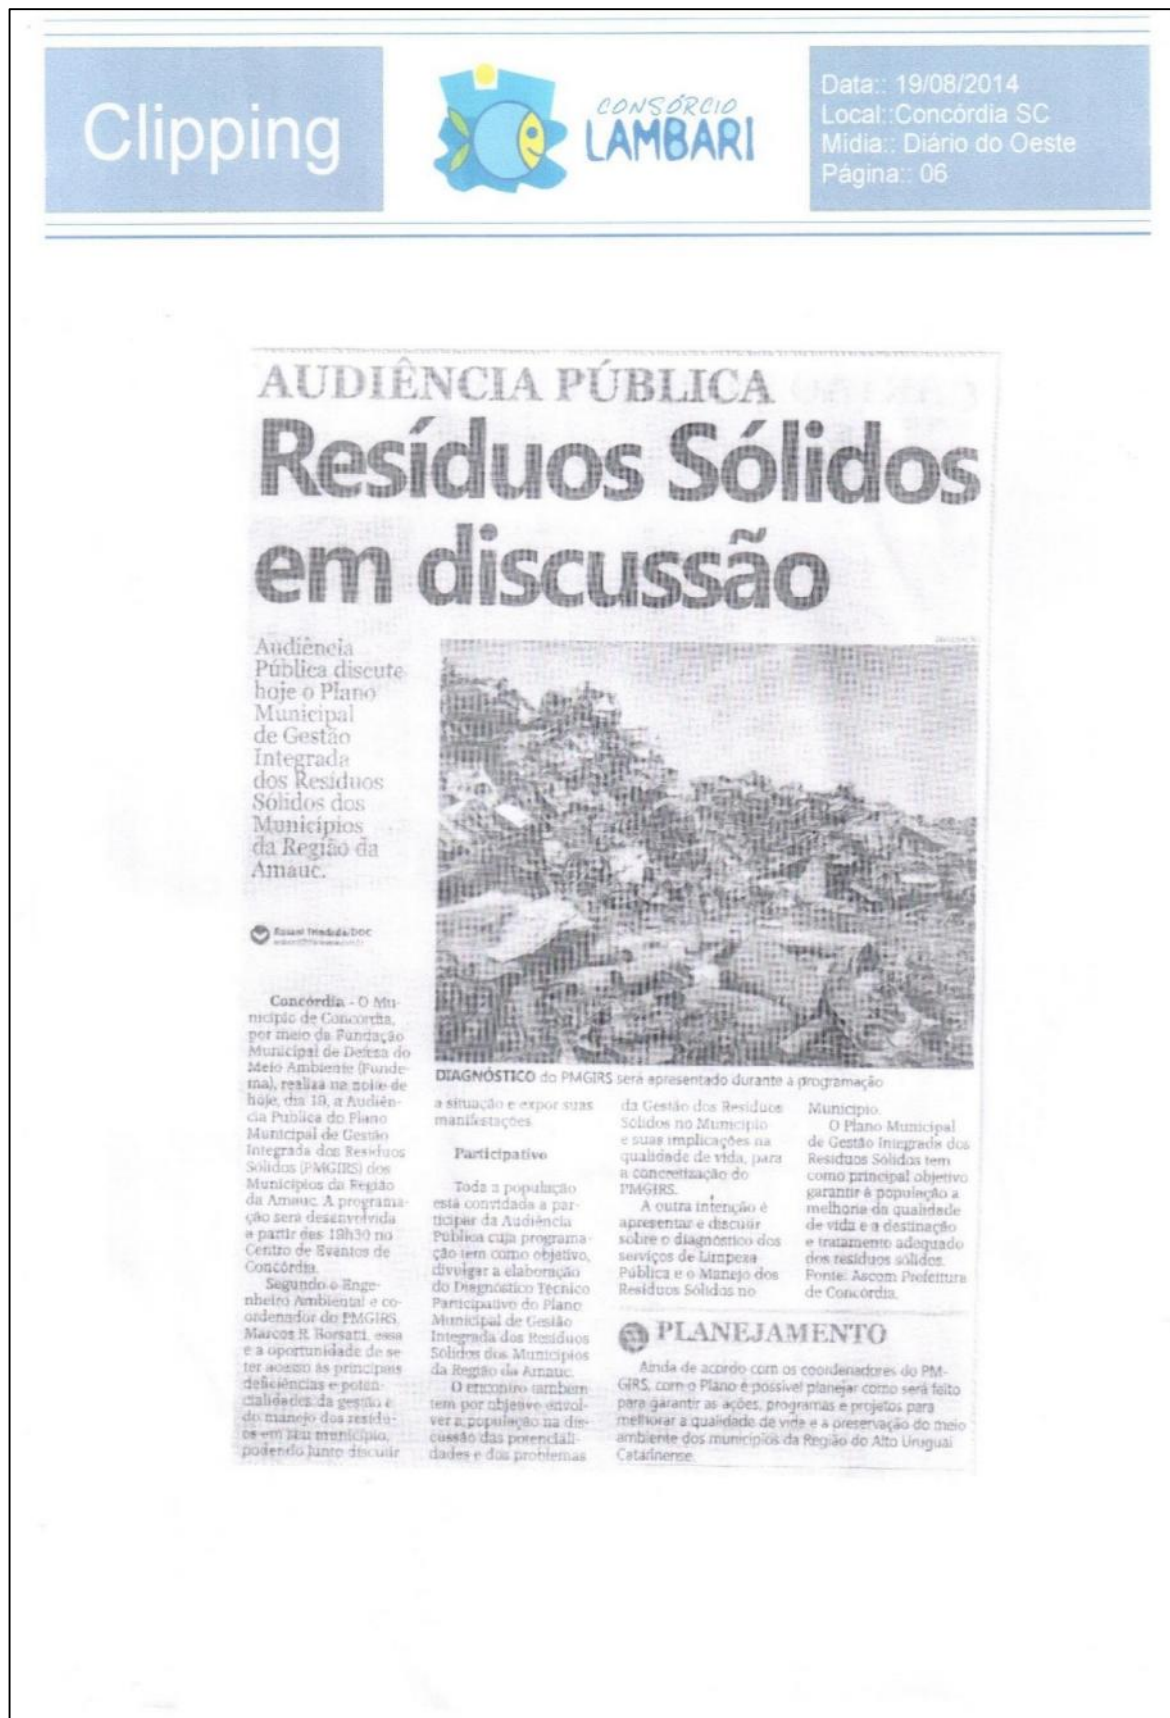 Clipping
CONSÓRCIO
LAMBARI
Data:: 19/08/2014
Local::Concórdia SC
Mídia:: Diário do Oeste
Página:: 06
AUDIÊNCIA PÚBLICA
Resíduos Sólidos
em discussão
Audiência
Pública discute
hoje o Plano
Municipal
de Gestão
Integrada
dos Resíduos
Sólidos dos
Municípios
da Região da
Amauc.
Concórdia - O Mu-
nicípio de Concórdia,
por meio da Fundação
Municipal de Defesa do
Meio Ambiente (Funde-
ma), realiza na noite de
hoje, dia 19, a Audiên-
cia Pública do Plano
Municipal de Gestão
Integrada dos Resíduos
Sólidos (PMGIRS) dos
Municípios da Região
da Amauc. A programa-
ção será desenvolvida
a partir das 19h30 no
Centro de Eventos de
Concórdia.
Segundo o Enge-
nheiro Ambiental e co-
ordenador do PMGIRS,
Marcos R. Borsatti, essa
é a oportunidade de se
ter acesso às principais
deficiências e poten-
cialidades da gestão e
do manejo dos resídu-
os em seu município,
podendo junto discutir
DIAGNÓSTICO do PMGIRS será apresentado durante a programação
a situação e expor suas
manifestações
Participativo
Toda a população
está convidada a par-
ticipar da Audiência
Pública cuja programa-
ção tem como objetivo,
divulgar a elaboração
do Diagnóstico Técnico
Participativo do Plano
Municipal de Gestão
Integrada dos Resíduos
Sólidos dos Municípios
da Região da Amauc.
O encontro também
tem por objetivo envol-
ver a população na dis-
cussão das potenciali-
dades e dos problemas
da Gestão dos Resíduos
Sólidos no Município
e suas implicações na
qualidade de vida, para
a concretização do
PMGIRS.
A outra intenção é
apresentar e discutir
sobre o diagnóstico dos
serviços de Limpeza
Pública e o Manejo dos
Resíduos Sólidos no
Município.
O Plano Municipal
de Gestão Integrada dos
Resíduos Sólidos tem
como principal objetivo
garantir à população a
melhoria da qualidade
de vida e a destinação
e tratamento adequado
dos resíduos sólidos.
Fonte: Ascom Prefeitura
de Concórdia.
PLANEJAMENTO
Ainda de acordo com os coordenadores do PM-
GIRS, com o Plano é possível planejar como será feito
para garantir as ações, programas e projetos para
melhorar a qualidade de vida e a preservação do meio
ambiente dos municípios da Região do Alto Uruguai
Catarinense.